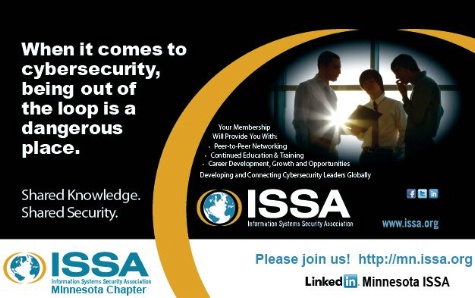 When it comes to
cybersecurity,
being out of
the loop is a
dangerous
place.
Shared Knowledge.
Shared Security.
Your Membership
Will Provide You With:
• Peer-to-Peer Networking
• Continued Education & Training
• Career Development, Growth and Opportunities
Developing and Connecting Cybersecurity Leaders Globally
ISSA
Information Systems Security Association
www.issa.org
ISSA
Information Systems Security Association
Minnesota Chapter
Please join us! http://mn.issa.org
Linked in Minnesota ISSA